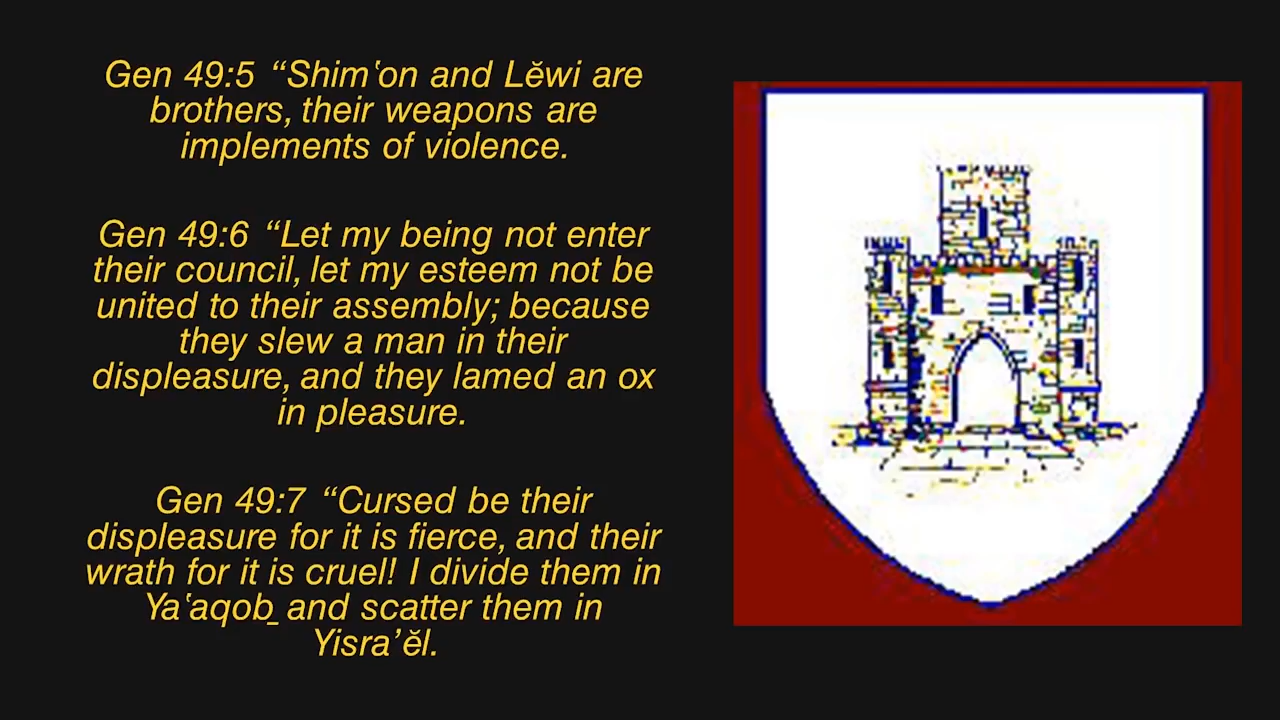 Gen 49:5 “Shim‛on and Lĕwi are
brothers, their weapons are
implements of violence.
Gen 49:6 “Let my being not enter
their council, let my esteem not be
united to their assembly; because
they slew a man in their
displeasure, and they lamed an ox
in pleasure.
Gen 49:7 “Cursed be their
displeasure for it is fierce, and their
wrath for it is cruel! I divide them in
Ya‛aqob̲ and scatter them in
Yisra’ĕl.